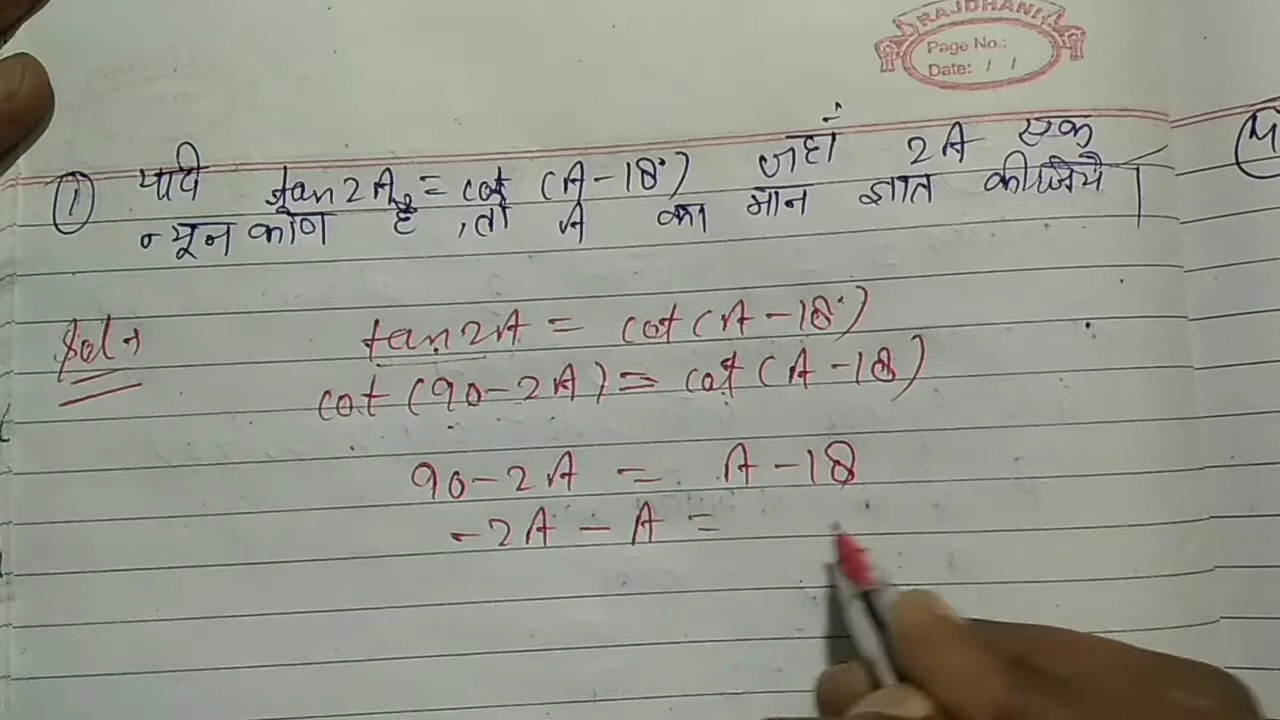 RAJDHANI
Page No.:
Date: / /
① यदि tan2A = cot (A-18°) जहाँ 2A एक
न्यून कोण है, तो A का मान ज्ञात कीजिये।
Sol→
tan2A = cot(A-18°)
cot(90-2A) = cot(A-18)
90-2A = A-18
-2A - A =